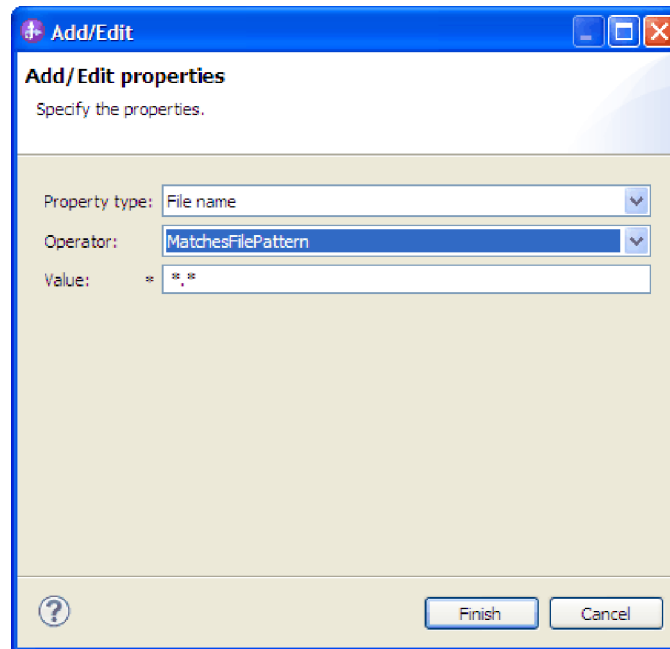 Add/Edit
Add/Edit properties
Specify the properties.
Property type: File name
Operator: MatchesFilePattern
Value: * *.*
?
Finish Cancel